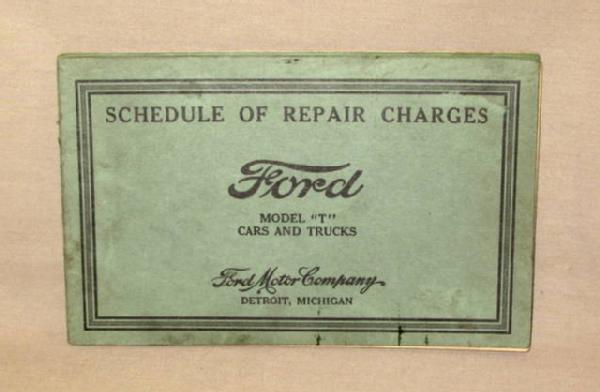 SCHEDULE OF REPAIR CHARGES
Ford
MODEL "T"
CARS AND TRUCKS
Ford Motor Company
DETROIT, MICHIGAN